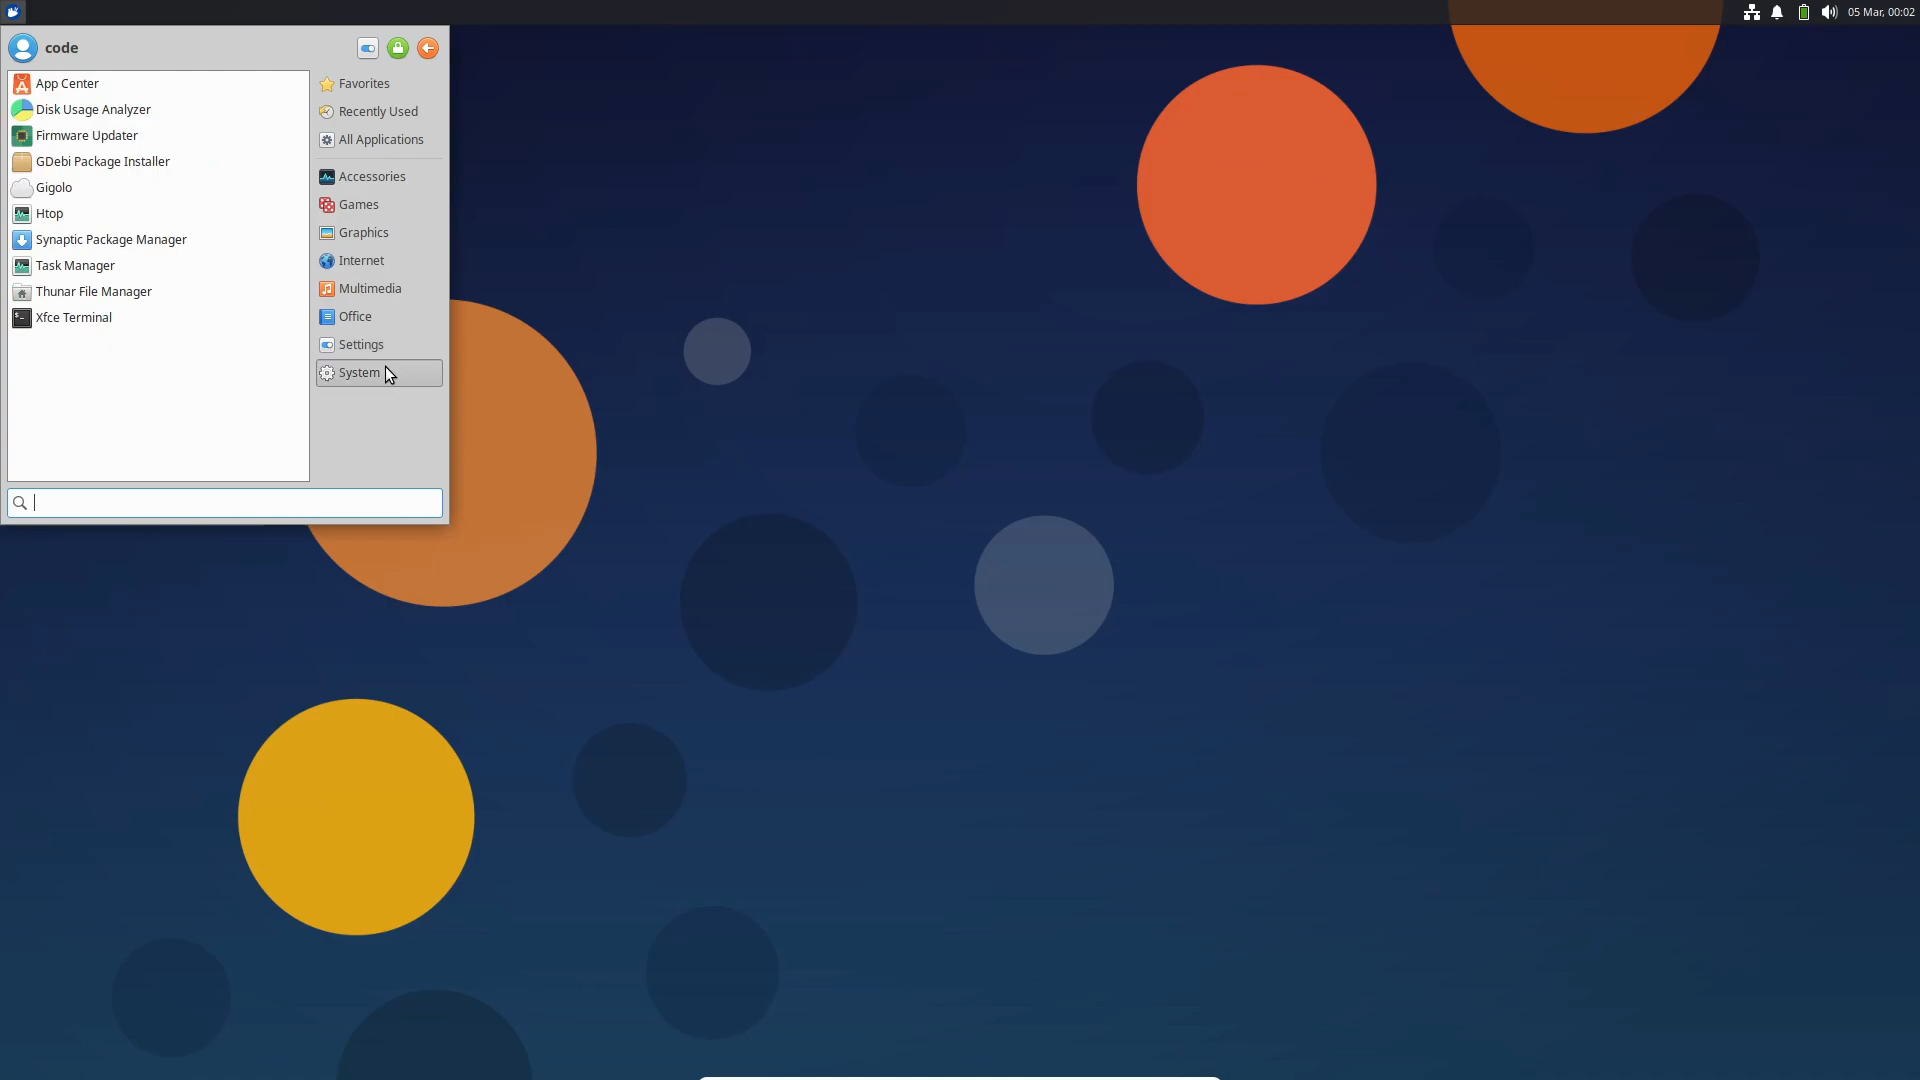 05 Mar, 00:02
code
App Center
Disk Usage Analyzer
Firmware Updater
GDebi Package Installer
Gigolo
Htop
Synaptic Package Manager
Task Manager
Thunar File Manager
Xfce Terminal
Favorites
Recently Used
All Applications
Accessories
Games
Graphics
Internet
Multimedia
Office
Settings
System